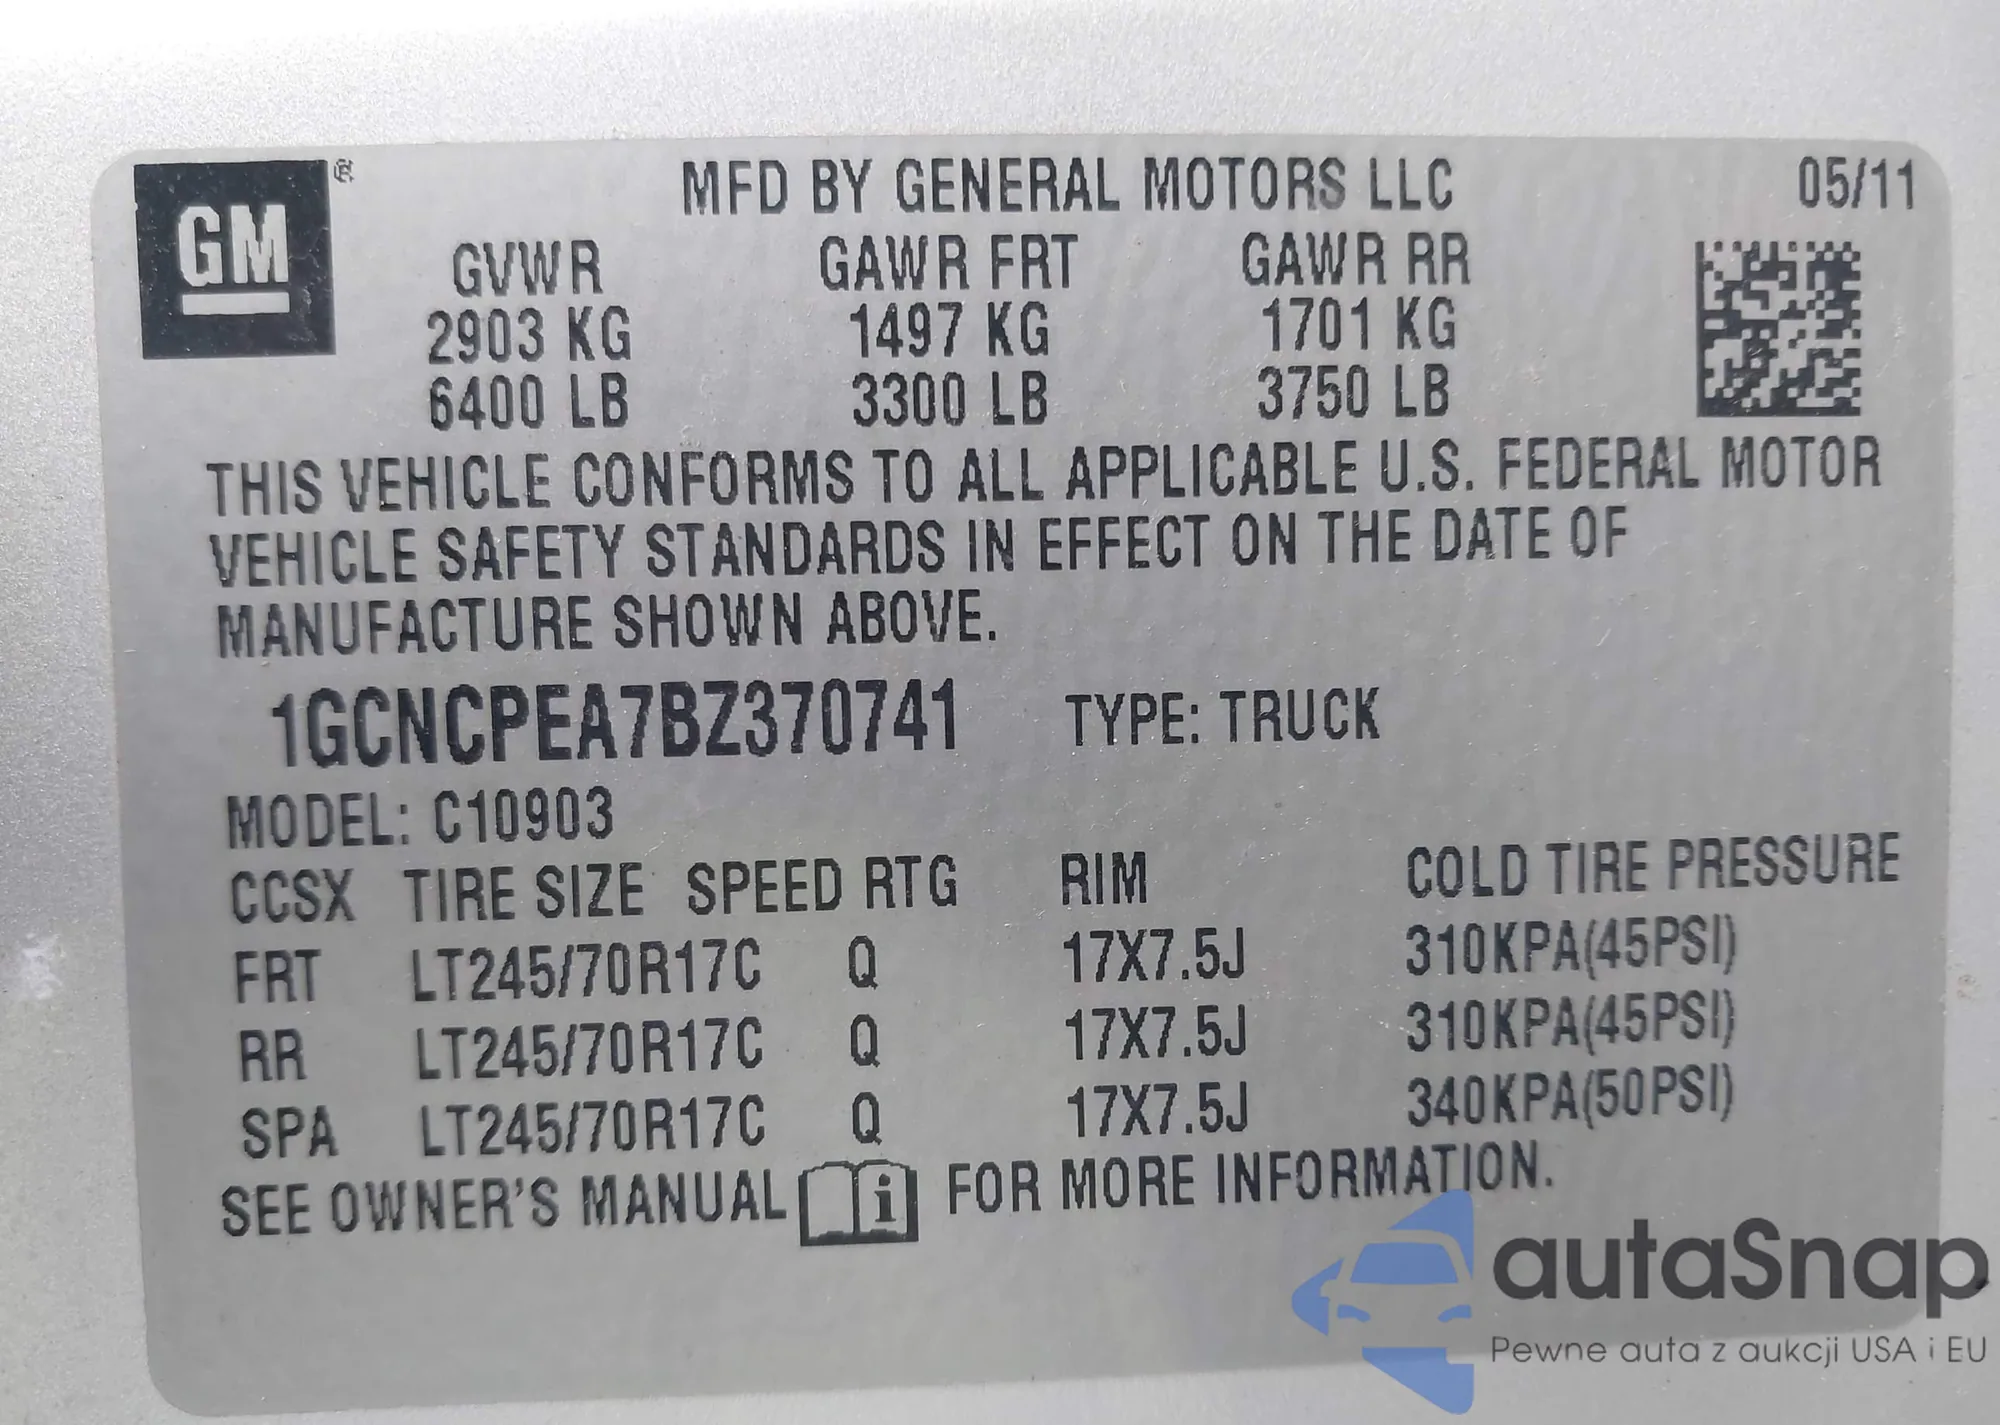 GM ®
MFD BY GENERAL MOTORS LLC 05/11
GVWR GAWR FRT GAWR RR
2903 KG 1497 KG 1701 KG
6400 LB 3300 LB 3750 LB
THIS VEHICLE CONFORMS TO ALL APPLICABLE U.S. FEDERAL MOTOR
VEHICLE SAFETY STANDARDS IN EFFECT ON THE DATE OF
MANUFACTURE SHOWN ABOVE.
1GCNCPEA7BZ370741 TYPE: TRUCK
MODEL: C10903
CCSX TIRE SIZE SPEED RTG RIM COLD TIRE PRESSURE
FRT LT245/70R17C Q 17X7.5J 310KPA(45PSI)
RR LT245/70R17C Q 17X7.5J 310KPA(45PSI)
SPA LT245/70R17C Q 17X7.5J 340KPA(50PSI)
SEE OWNER'S MANUAL i FOR MORE INFORMATION.
autaSnap
Pewne auta z aukcji USA i EU